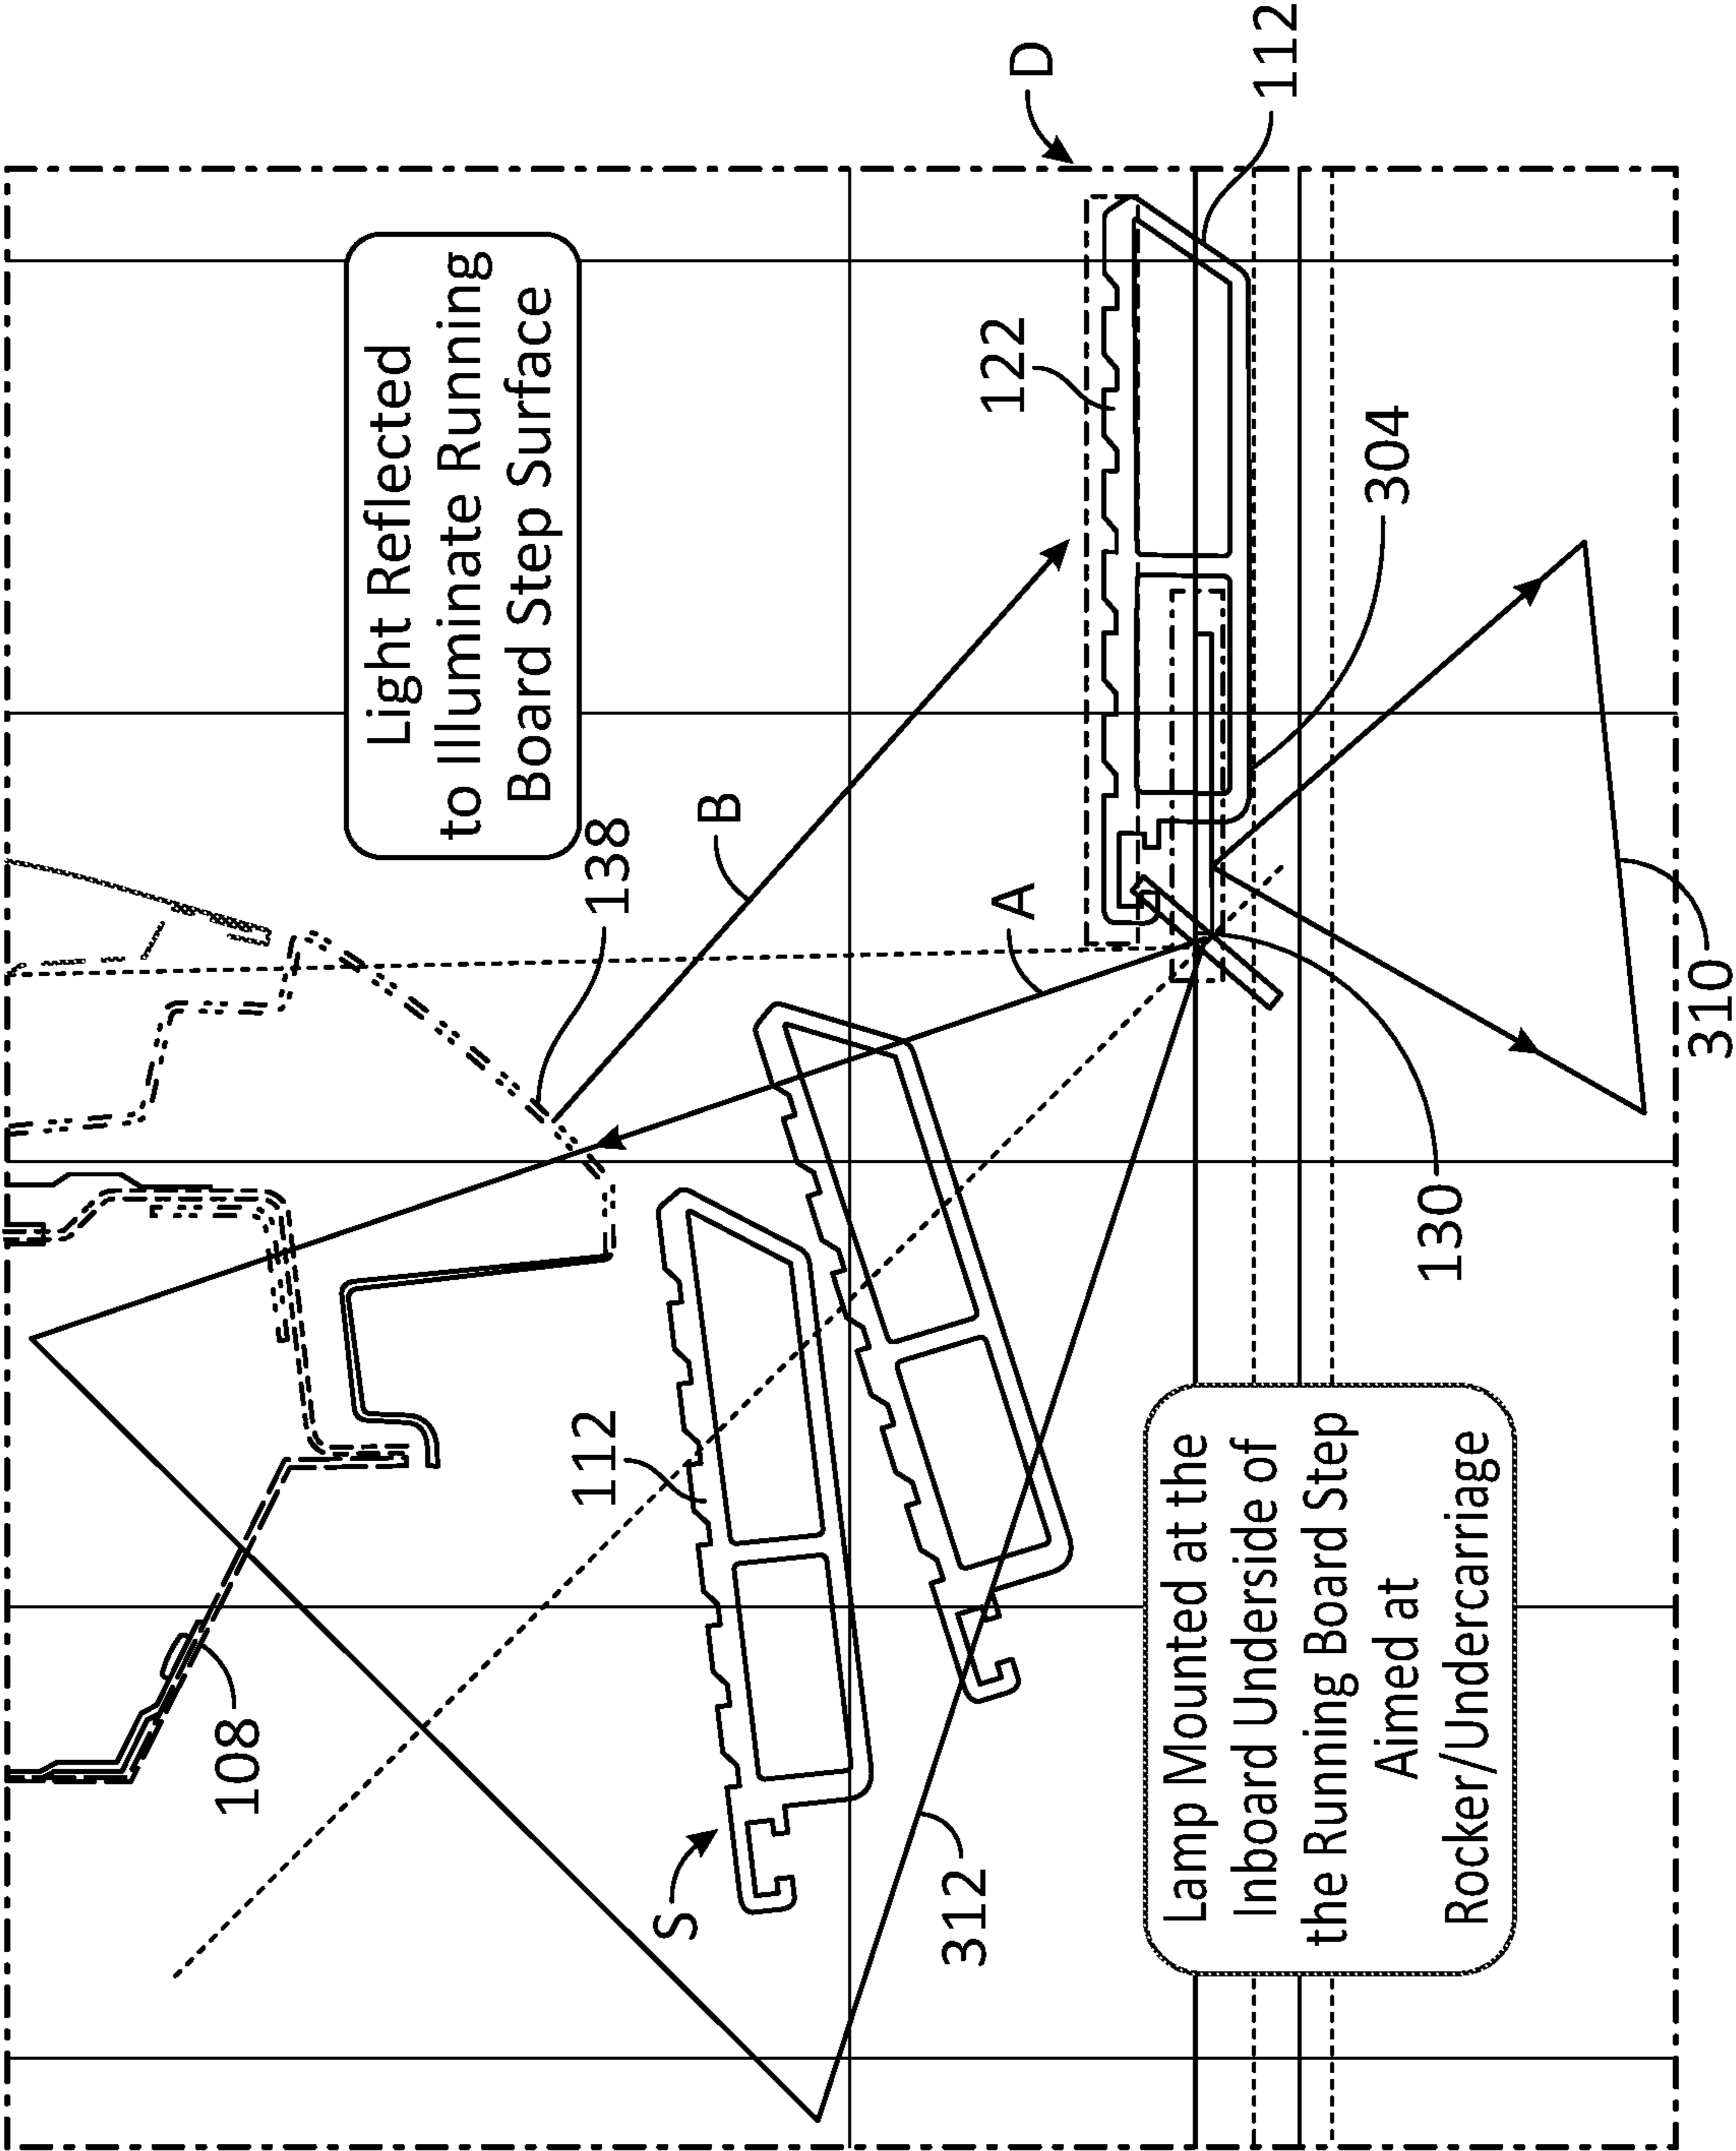 Light Reflected
to Illuminate Running
Board Step Surface
D
112
122
304
138
B
A
310
130
112
108
S
312
Lamp Mounted at the
Inboard Underside of
the Running Board Step
Aimed at
Rocker/Undercarriage